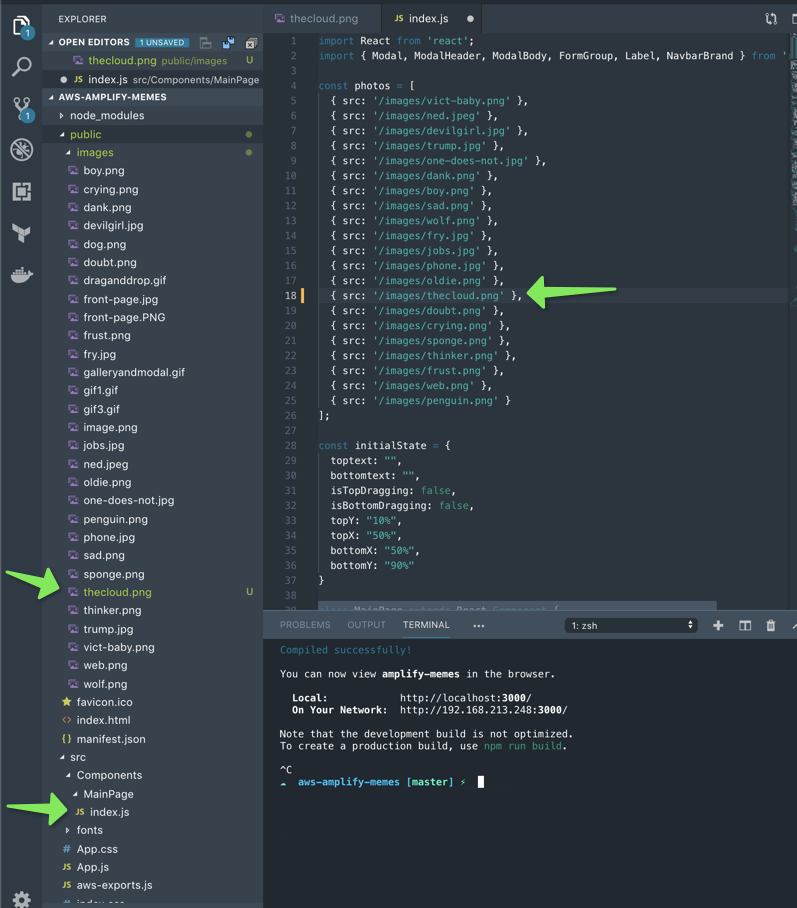 EXPLORER
OPEN EDITORS 1 UNSAVED
thecloud.png public/images U
JS index.js src/Components/MainPage
AWS-AMPLIFY-MEMES
node_modules
public
images
boy.png
crying.png
dank.png
devilgirl.jpg
dog.png
doubt.png
draganddrop.gif
front-page.jpg
front-page.PNG
frust.png
fry.jpg
galleryandmodal.gif
gif1.gif
gif3.gif
image.png
jobs.jpg
ned.jpeg
oldie.png
one-does-not.jpg
penguin.png
phone.jpg
sad.png
sponge.png
thecloud.png U
thinker.png
trump.jpg
vict-baby.png
web.png
wolf.png
favicon.ico
<> index.html
{} manifest.json
src
Components
MainPage
JS index.js
fonts
# App.css
JS App.js
JS aws-exports.js
# index.css
1
1
thecloud.png JS index.js
1 import React from 'react';
2 import { Modal, ModalHeader, ModalBody, FormGroup, Label, NavbarBrand } from '
3
4 const photos = [
5 { src: '/images/vict-baby.png' },
6 { src: '/images/ned.jpeg' },
7 { src: '/images/devilgirl.jpg' },
8 { src: '/images/trump.jpg' },
9 { src: '/images/one-does-not.jpg' },
10 { src: '/images/dank.png' },
11 { src: '/images/boy.png' },
12 { src: '/images/sad.png' },
13 { src: '/images/wolf.png' },
14 { src: '/images/fry.jpg' },
15 { src: '/images/jobs.jpg' },
16 { src: '/images/phone.jpg' },
17 { src: '/images/oldie.png' },
18 { src: '/images/thecloud.png' },
19 { src: '/images/doubt.png' },
20 { src: '/images/crying.png' },
21 { src: '/images/sponge.png' },
22 { src: '/images/thinker.png' },
23 { src: '/images/frust.png' },
24 { src: '/images/web.png' },
25 { src: '/images/penguin.png' }
26 ];
27
28 const initialState = {
29 toptext: "",
30 bottomtext: "",
31 isTopDragging: false,
32 isBottomDragging: false,
33 topY: "10%",
34 topX: "50%",
35 bottomX: "50%",
36 bottomY: "90%"
37 }
38
39 class MainPage extends React.Component {
PROBLEMS OUTPUT TERMINAL ••• 1: zsh
Compiled successfully!
You can now view amplify-memes in the browser.
Local: http://localhost:3000/
On Your Network: http://192.168.213.248:3000/
Note that the development build is not optimized.
To create a production build, use npm run build.
^C
aws-amplify-memes [master] ⚡